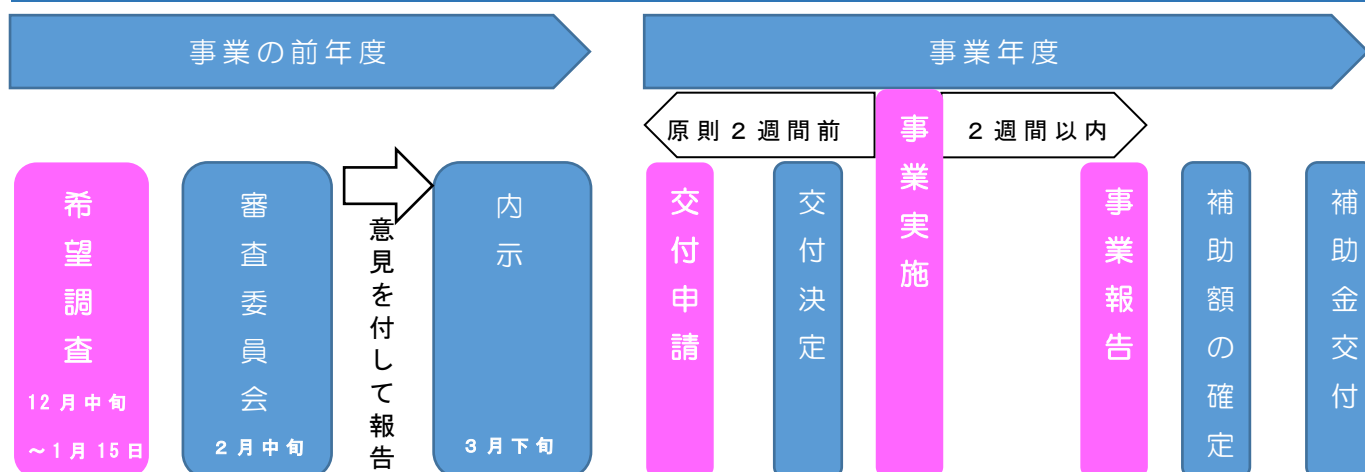 事業の前年度
事業年度
原則２週間前
２週間以内
希望調査
12月中旬
～1月15日
審査委員会
２月中旬
意見を付して報告
内示
３月下旬
交付申請
交付決定
事業実施
事業報告
補助額の確定
補助金交付